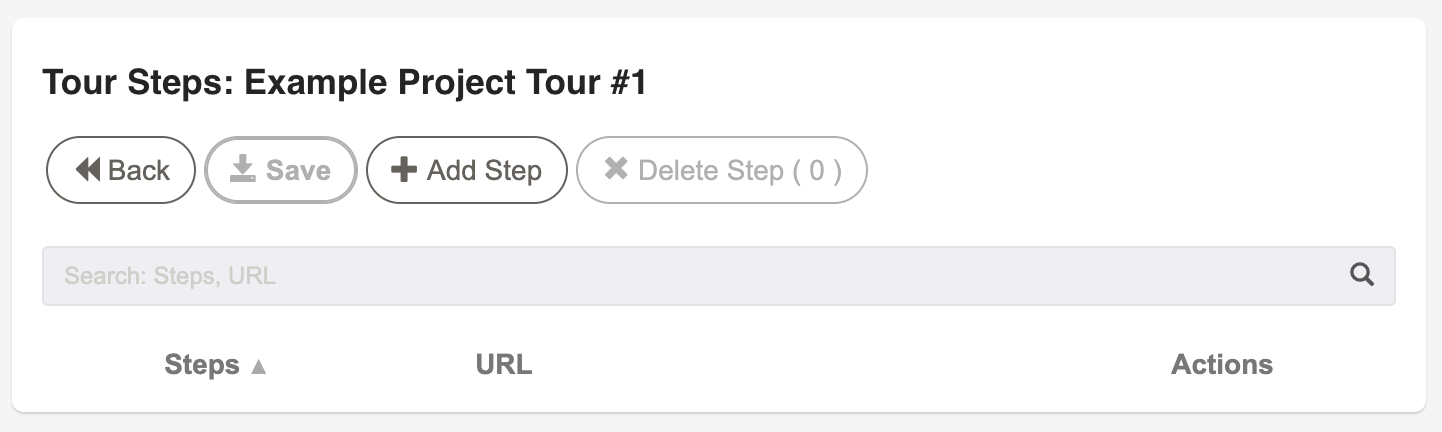 Tour Steps: Example Project Tour #1
Back Save Add Step Delete Step ( 0 )
Search: Steps, URL
Steps ▲ URL Actions